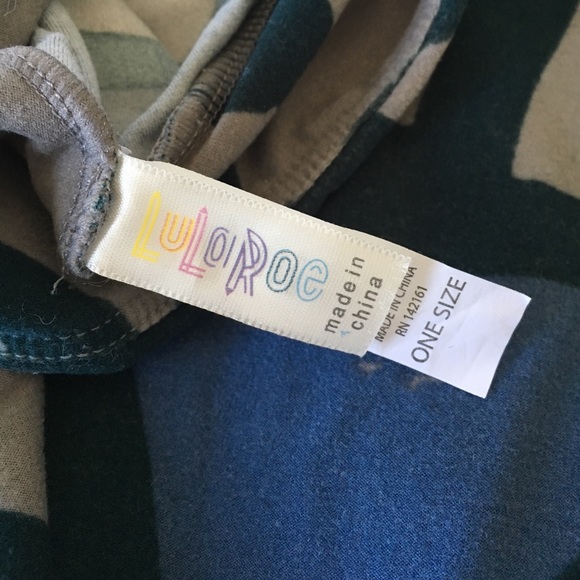 LuLaRoe
made in
china
MADE IN CHINA
RN 142161
ONE SIZE